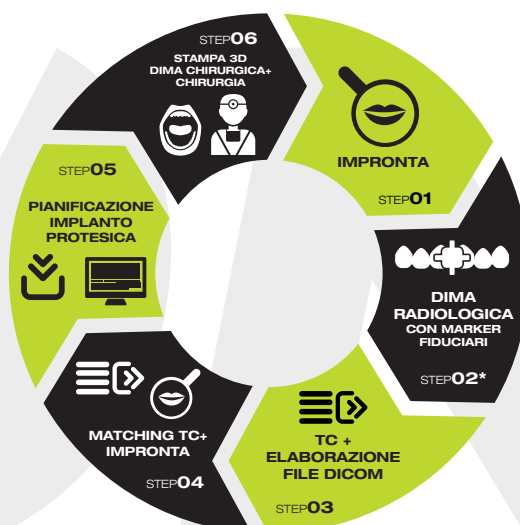 IMPRONTA
STEP01
DIMA
RADIOLOGICA
CON MARKER
FIDUCIARI
STEP02*
TC +
ELABORAZIONE
FILE DICOM
STEP03
MATCHING TC+
IMPRONTA
STEP04
STEP05
PIANIFICAZIONE
IMPLANTO
PROTESICA
STEP06
STAMPA 3D
DIMA CHIRURGICA+
CHIRURGIA